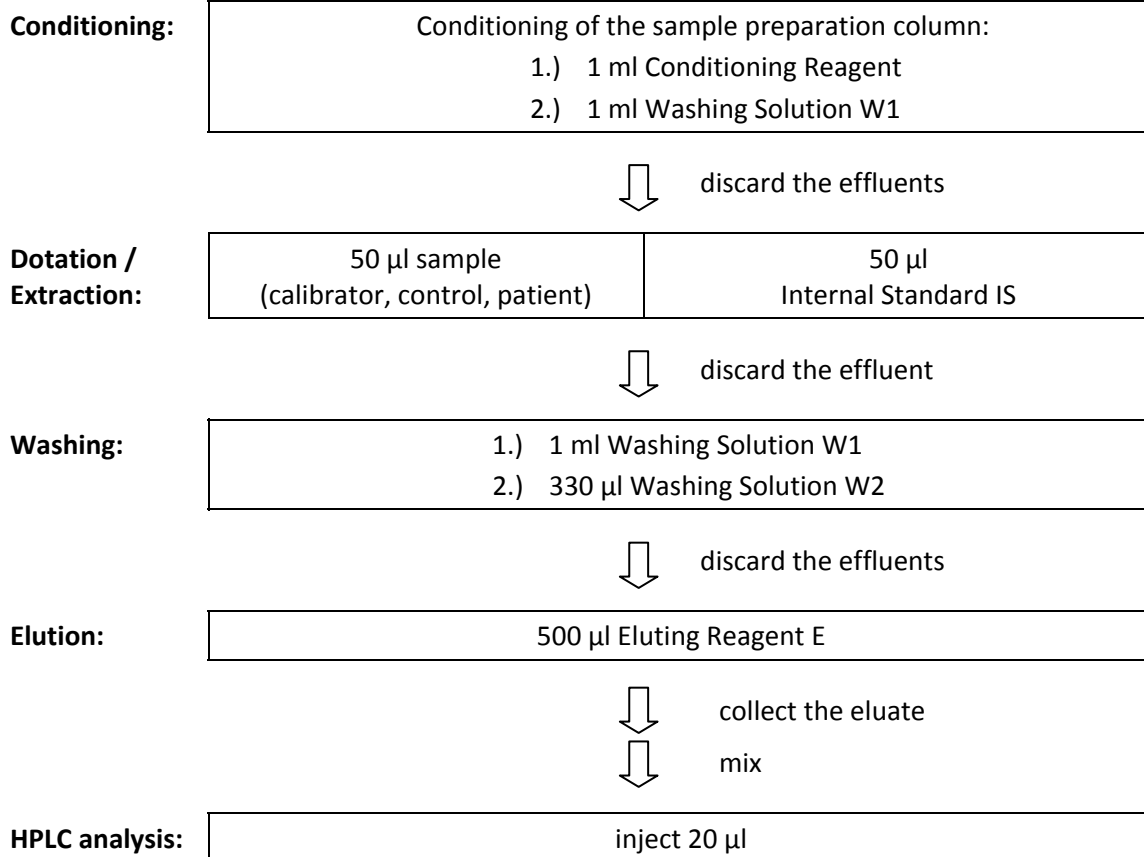 Conditioning:
Conditioning of the sample preparation column:
1.) 1 ml Conditioning Reagent
2.) 1 ml Washing Solution W1
discard the effluents
Dotation /
Extraction:
50 µl sample
(calibrator, control, patient)
50 µl
Internal Standard IS
discard the effluent
Washing:
1.) 1 ml Washing Solution W1
2.) 330 µl Washing Solution W2
discard the effluents
Elution:
500 µl Eluting Reagent E
collect the eluate
mix
HPLC analysis:
inject 20 µl